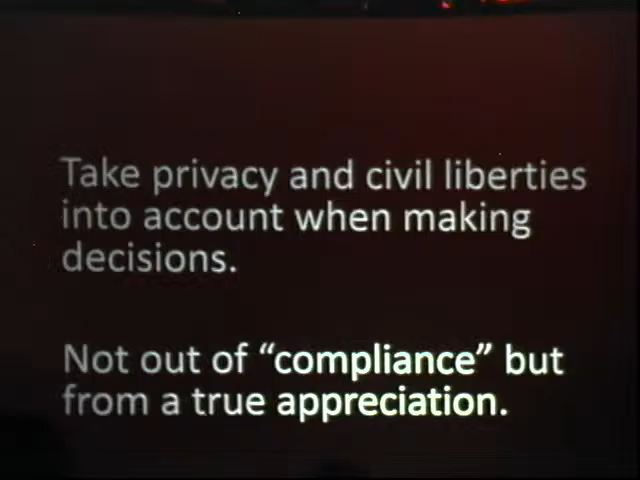 Take privacy and civil liberties
into account when making
decisions.
Not out of “compliance” but
from a true appreciation.